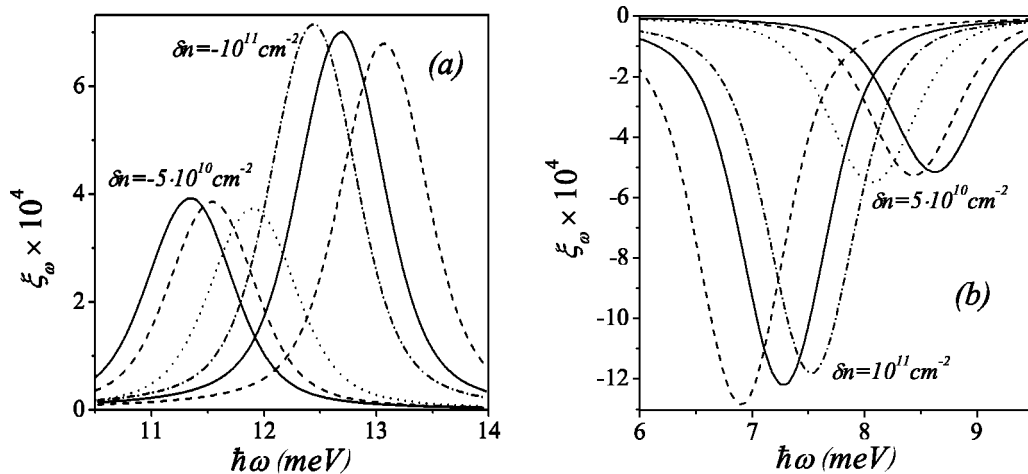 (a)
δn=-10¹¹cm⁻²
δn=-5·10¹⁰cm⁻²
ξω × 10⁴
6
4
2
0
11 12 13 14
ħω (meV)
(b)
δn=5·10¹⁰cm⁻²
δn=10¹¹cm⁻²
ξω × 10⁴
0
-2
-4
-6
-8
-10
-12
6 7 8 9
ħω (meV)